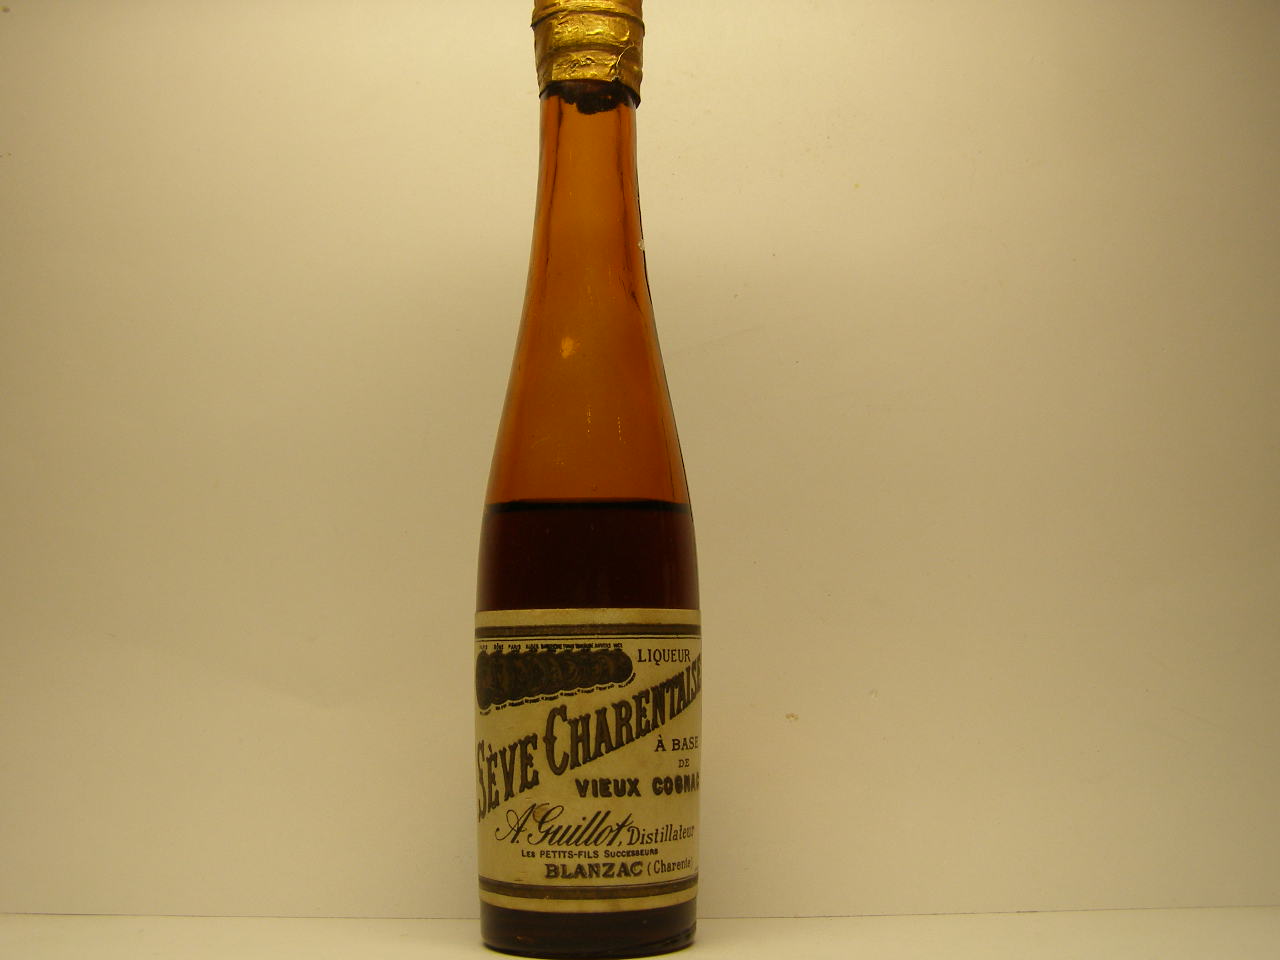 LIQUEUR
SÈVE CHARENTAISE
À BASE
DE
VIEUX COGNAC
A. Guillot, Distillateur
LES PETITS-FILS SUCCESSEURS
BLANZAC (Charente)